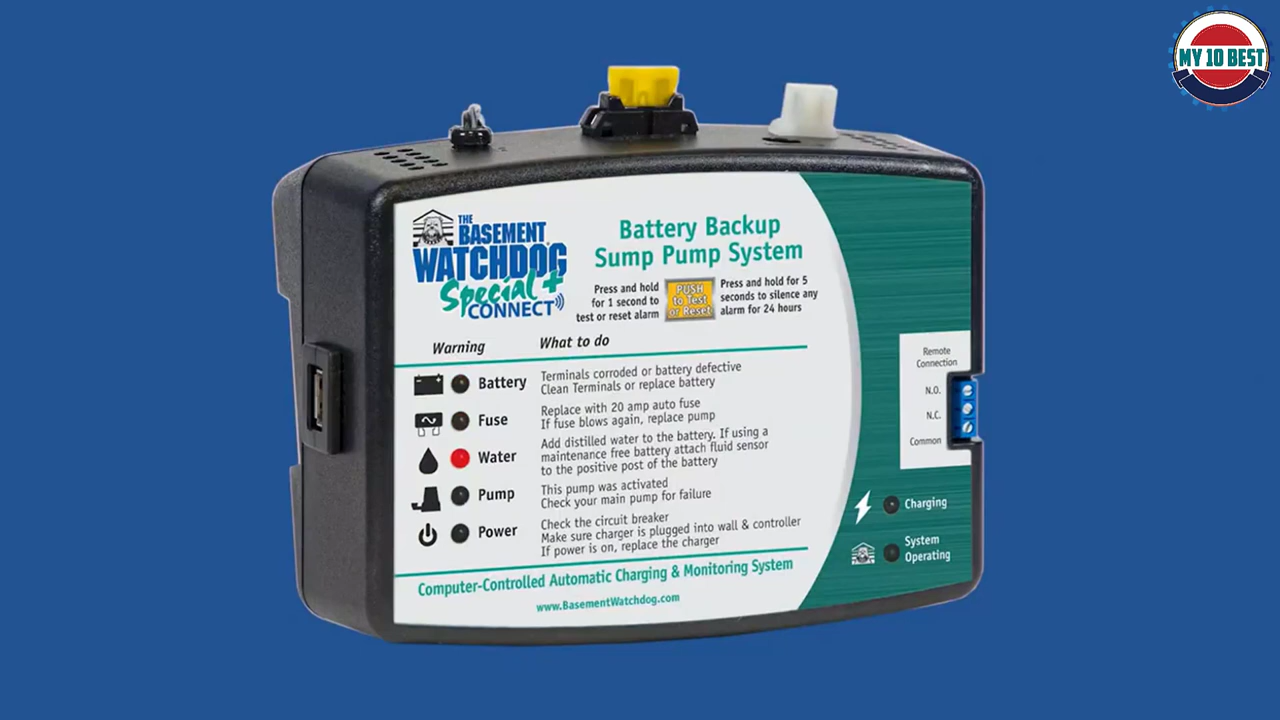 MY 10 BEST
THE
BASEMENT
WATCHDOG
Special+
CONNECT
Battery Backup
Sump Pump System
Press and hold
for 1 second to
test or reset alarm
PUSH
to Test
or Reset
Press and hold for 5
seconds to silence any
alarm for 24 hours
Warning
What to do
Battery
Terminals corroded or battery defective
Clean Terminals or replace battery
Fuse
Replace with 20 amp auto fuse
If fuse blows again, replace pump
Water
Add distilled water to the battery. If using a
maintenance free battery attach fluid sensor
to the positive post of the battery
Pump
This pump was activated
Check your main pump for failure
Power
Check the circuit breaker
Make sure charger is plugged into wall & controller
If power is on, replace the charger
Computer-Controlled Automatic Charging & Monitoring System
www.BasementWatchdog.com
Remote
Connection
N.O.
N.C.
Common
Charging
System
Operating